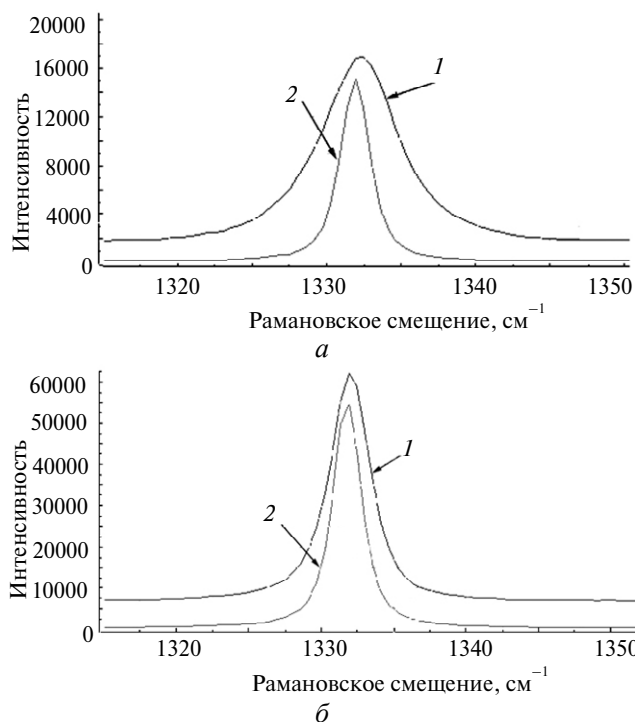 20000
16000
12000
8000
4000
0
Интенсивность
1
2
1320 1330 1340 1350
Рамановское смещение, см⁻¹
а
60000
50000
40000
30000
20000
10000
0
Интенсивность
1
2
1320 1330 1340 1350
Рамановское смещение, см⁻¹
б